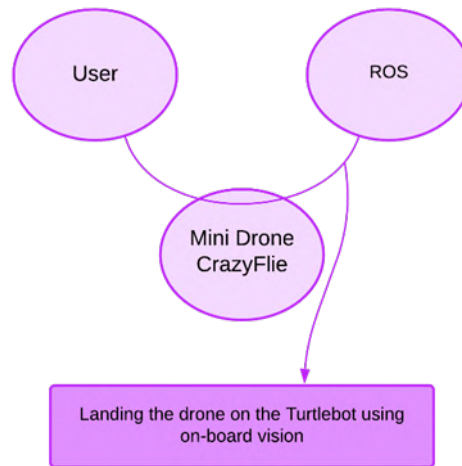 User
ROS
Mini Drone
CrazyFlie
Landing the drone on the Turtlebot using
on-board vision